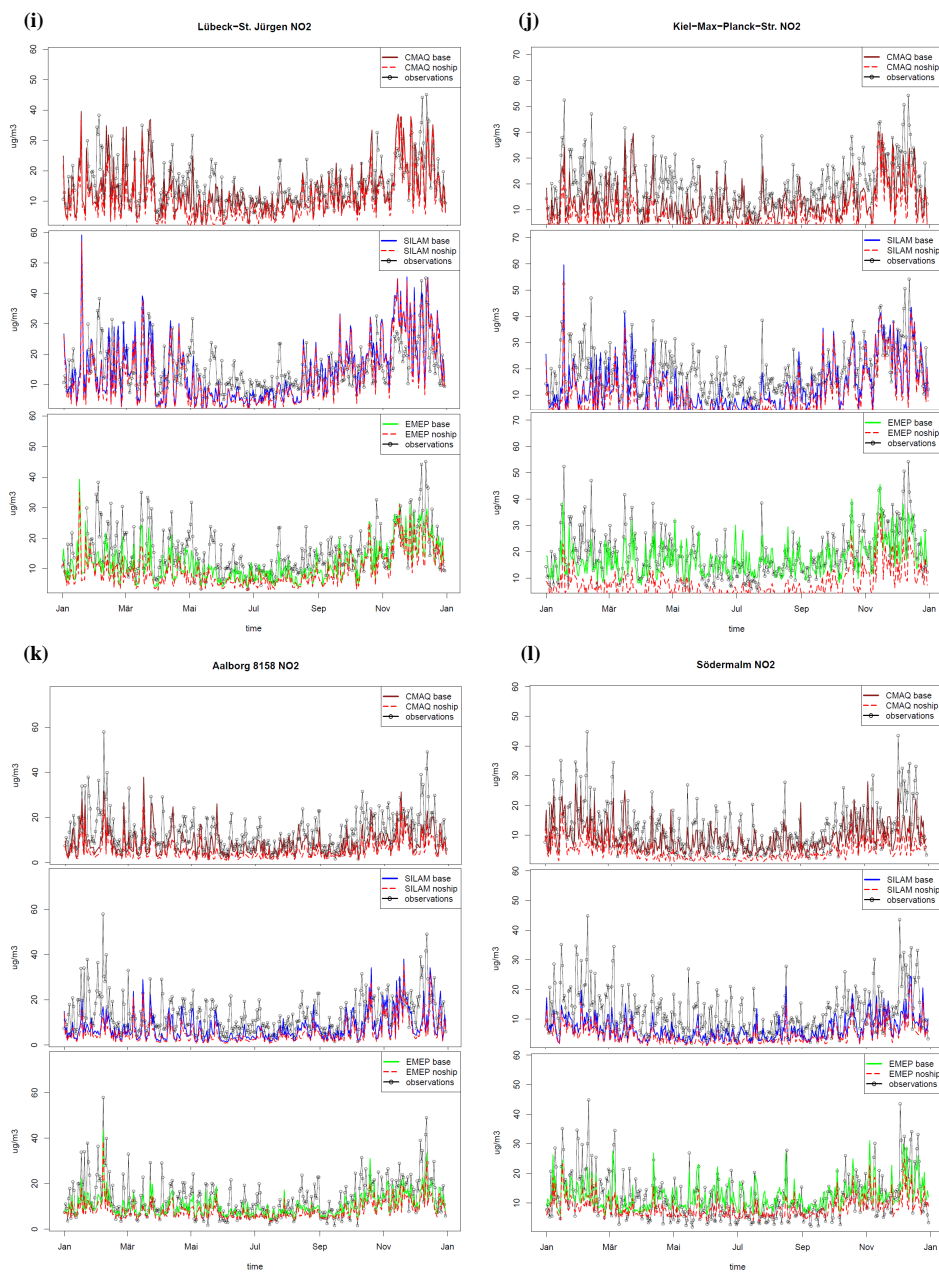 (i)
Lübeck−St. Jürgen NO2
CMAQ base
CMAQ noship
observations
ug/m3
10 20 30 40 50 60
SILAM base
SILAM noship
observations
ug/m3
10 20 30 40 50 60
EMEP base
EMEP noship
observations
ug/m3
10 20 30 40 50 60
Jan Mär Mai Jul Sep Nov Jan
time
(j)
Kiel−Max−Planck−Str. NO2
CMAQ base
CMAQ noship
observations
ug/m3
10 20 30 40 50 60 70
SILAM base
SILAM noship
observations
ug/m3
10 20 30 40 50 60 70
EMEP base
EMEP noship
observations
ug/m3
10 20 30 40 50 60 70
Jan Mär Mai Jul Sep Nov Jan
time
(k)
Aalborg 8158 NO2
CMAQ base
CMAQ noship
observations
ug/m3
0 20 40 60
SILAM base
SILAM noship
observations
ug/m3
0 20 40 60
EMEP base
EMEP noship
observations
ug/m3
0 20 40 60
Jan Mär Mai Jul Sep Nov Jan
time
(l)
Södermalm NO2
CMAQ base
CMAQ noship
observations
ug/m3
10 20 30 40 50 60
SILAM base
SILAM noship
observations
ug/m3
10 20 30 40 50 60
EMEP base
EMEP noship
observations
ug/m3
10 20 30 40 50 60
Jan Mär Mai Jul Sep Nov Jan
time